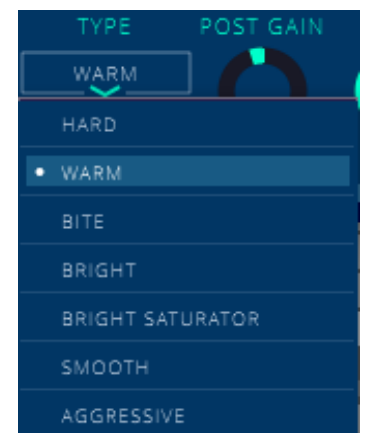 TYPE POST GAIN
WARM
HARD
WARM
BITE
BRIGHT
BRIGHT SATURATOR
SMOOTH
AGGRESSIVE